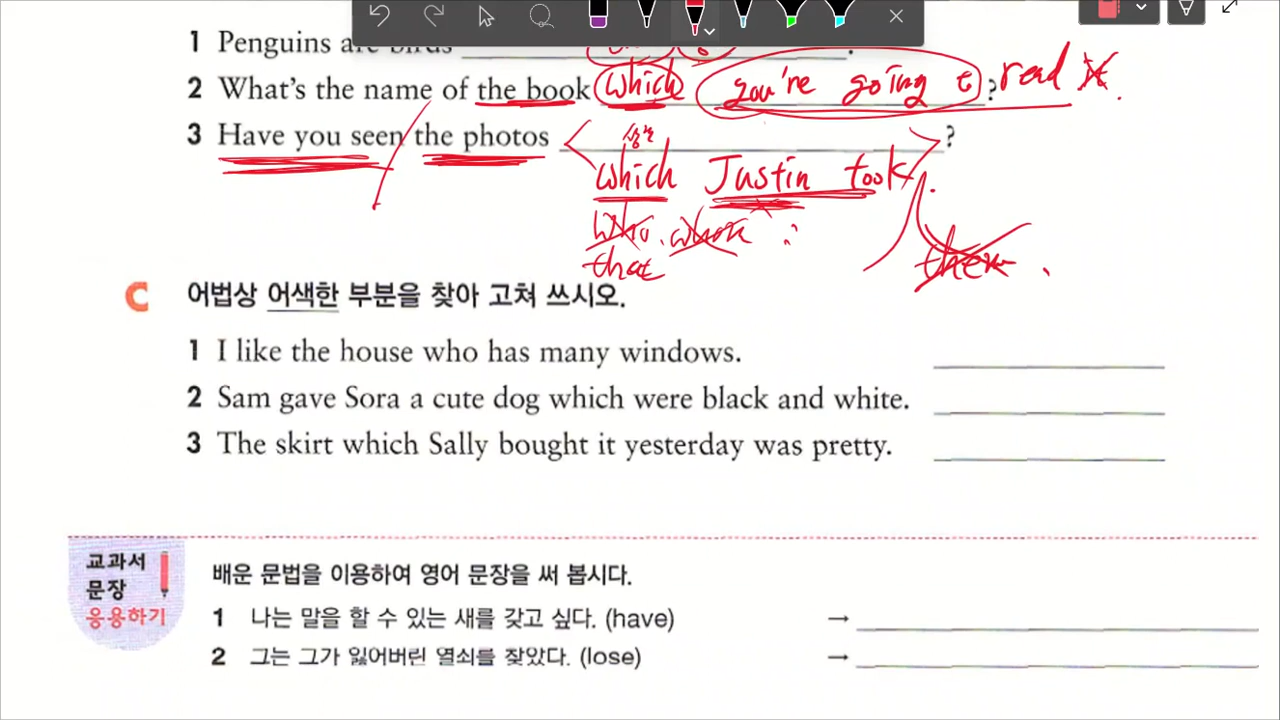 1 Penguins are birds .
2 What's the name of the book which you're going to read it ?
3 Have you seen the photos ?
생략
which Justin took.
who. whom ∵
that
them.
C 어법상 어색한 부분을 찾아 고쳐 쓰시오.
1 I like the house who has many windows.
2 Sam gave Sora a cute dog which were black and white.
3 The skirt which Sally bought it yesterday was pretty.
교과서
문장
응용하기
배운 문법을 이용하여 영어 문장을 써 봅시다.
1 나는 말을 할 수 있는 새를 갖고 싶다. (have) →
2 그는 그가 잃어버린 열쇠를 찾았다. (lose) →